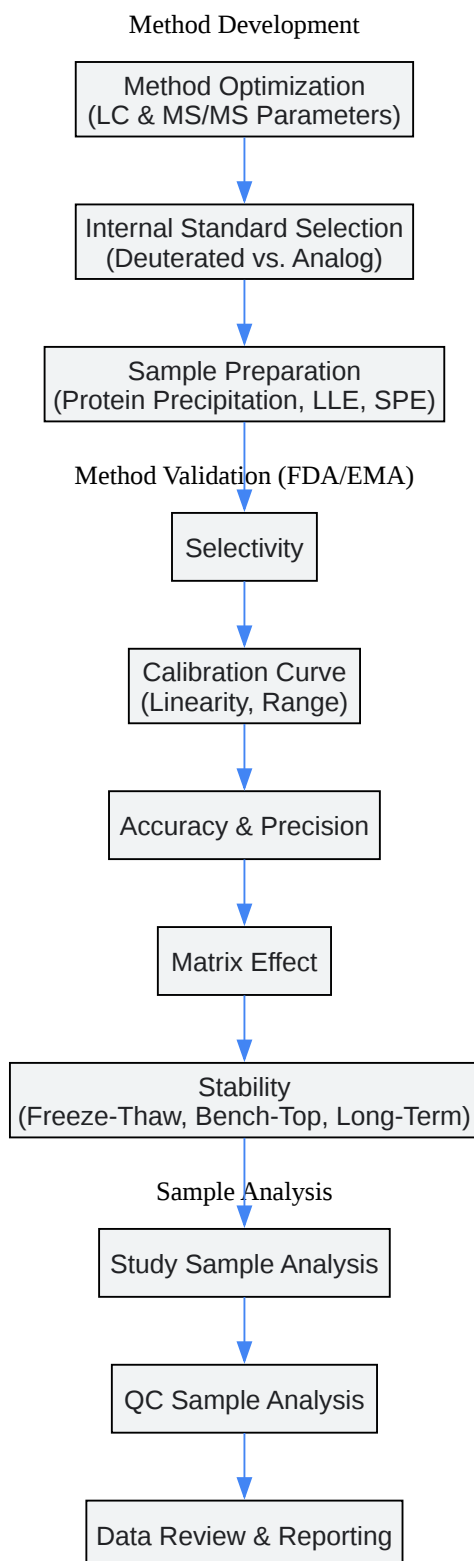 Method Development
Method Optimization
(LC & MS/MS Parameters)
Internal Standard Selection
(Deuterated vs. Analog)
Sample Preparation
(Protein Precipitation, LLE, SPE)
Method Validation (FDA/EMA)
Selectivity
Calibration Curve
(Linearity, Range)
Accuracy & Precision
Matrix Effect
Stability
(Freeze-Thaw, Bench-Top, Long-Term)
Sample Analysis
Study Sample Analysis
QC Sample Analysis
Data Review & Reporting